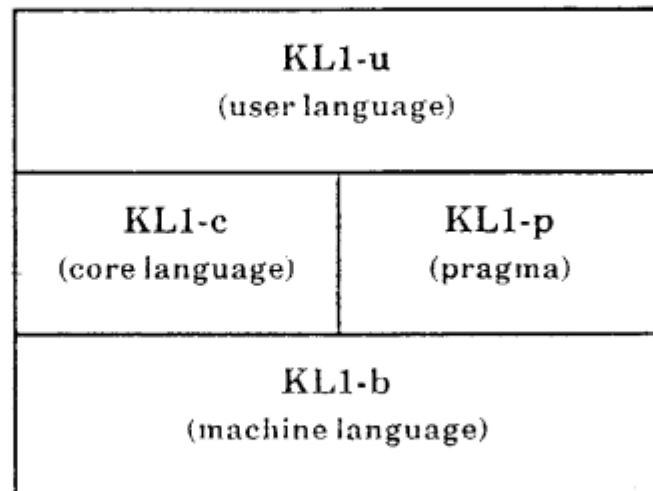 KL1-u
(user language)
KL1-c
(core language)
KL1-p
(pragma)
KL1-b
(machine language)